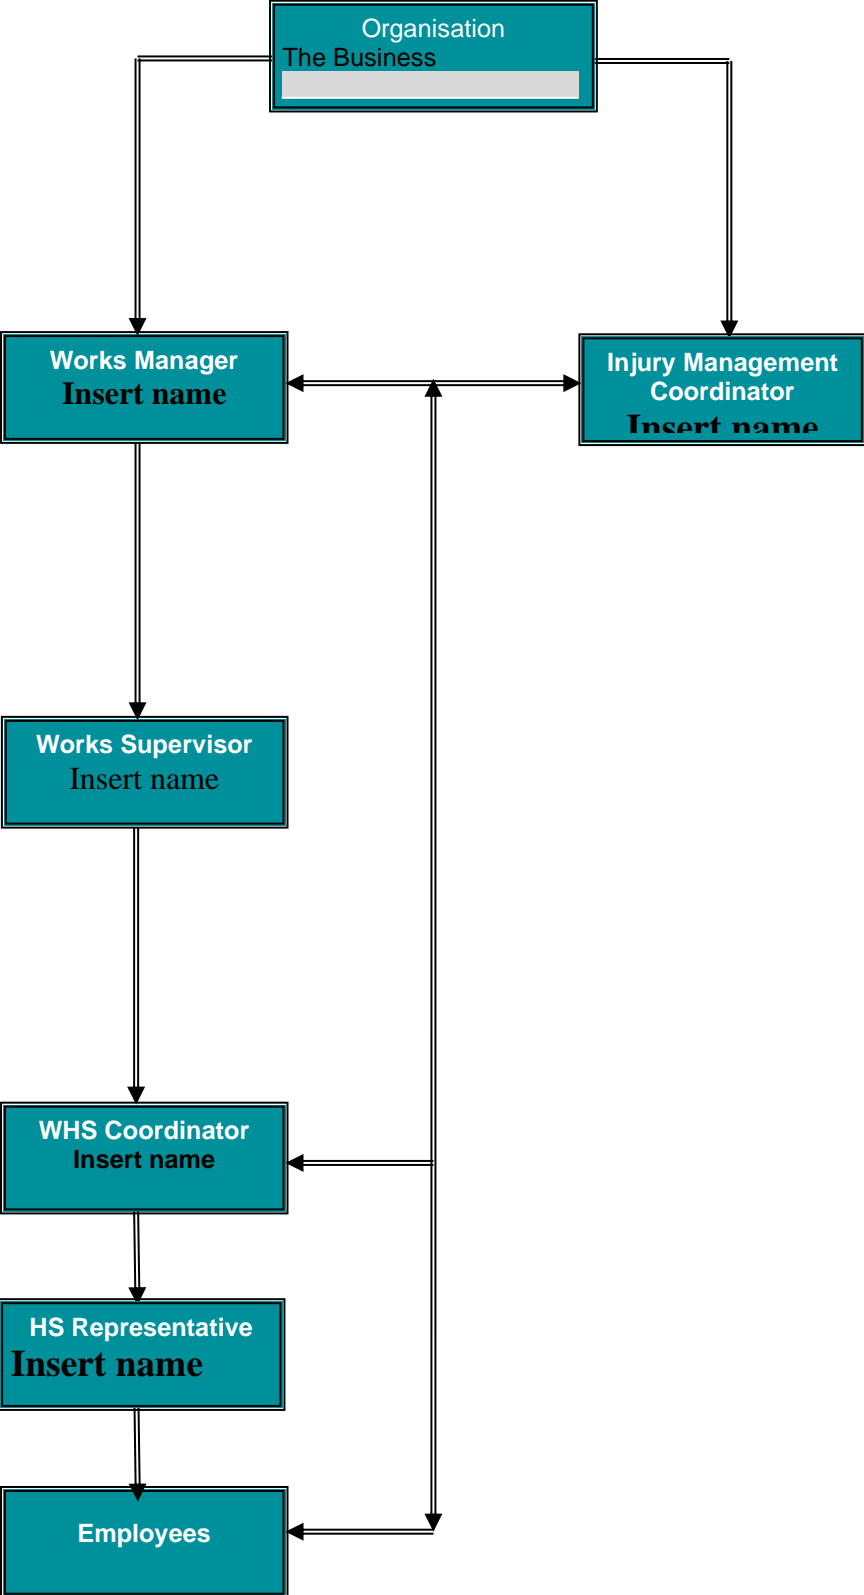 Organisation
The Business
Works Manager
Insert name
Injury Management
Coordinator
Insert name
Works Supervisor
Insert name
WHS Coordinator
Insert name
HS Representative
Insert name
Employees